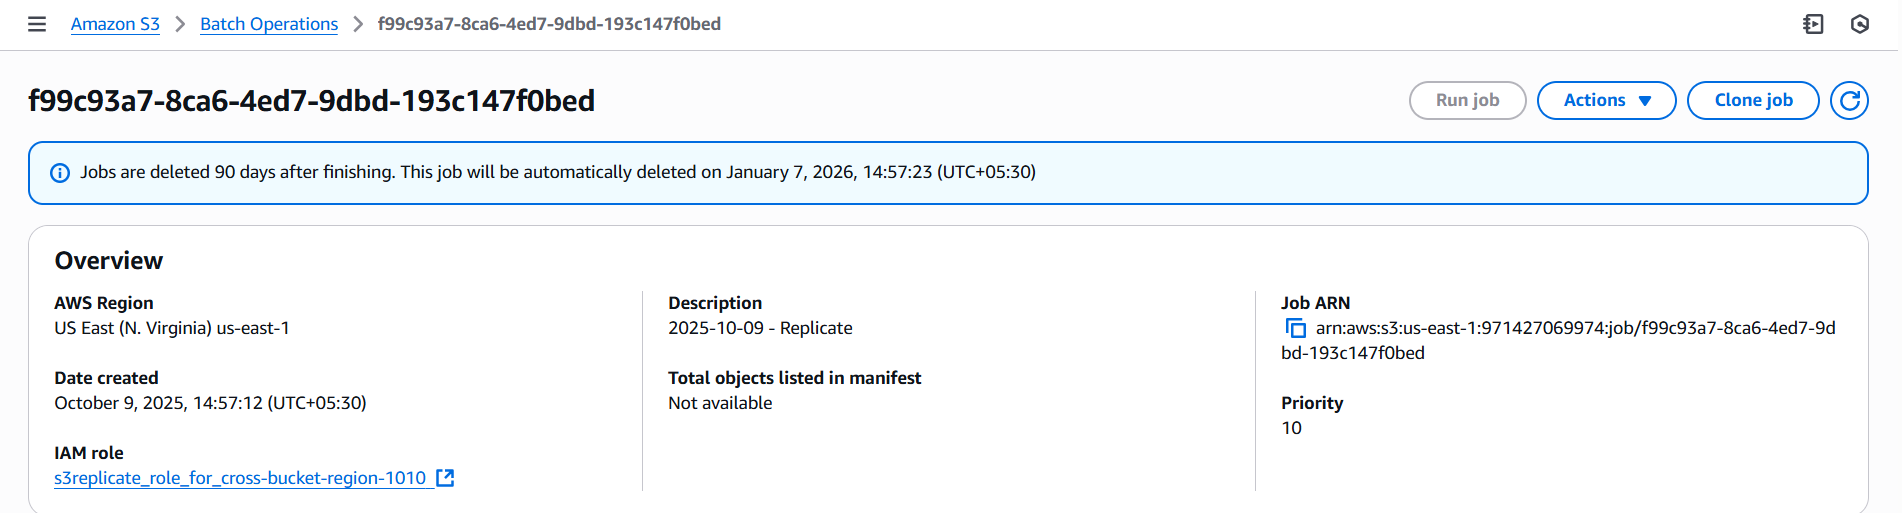 Amazon S3 > Batch Operations > f99c93a7-8ca6-4ed7-9dbd-193c147f0bed
f99c93a7-8ca6-4ed7-9dbd-193c147f0bed
Run job
Actions
Clone job
Jobs are deleted 90 days after finishing. This job will be automatically deleted on January 7, 2026, 14:57:23 (UTC+05:30)
Overview
AWS Region
US East (N. Virginia) us-east-1
Date created
October 9, 2025, 14:57:12 (UTC+05:30)
IAM role
s3replicate_role_for_cross-bucket-region-1010
Description
2025-10-09 - Replicate
Total objects listed in manifest
Not available
Job ARN
arn:aws:s3:us-east-1:971427069974:job/f99c93a7-8ca6-4ed7-9d
bd-193c147f0bed
Priority
10